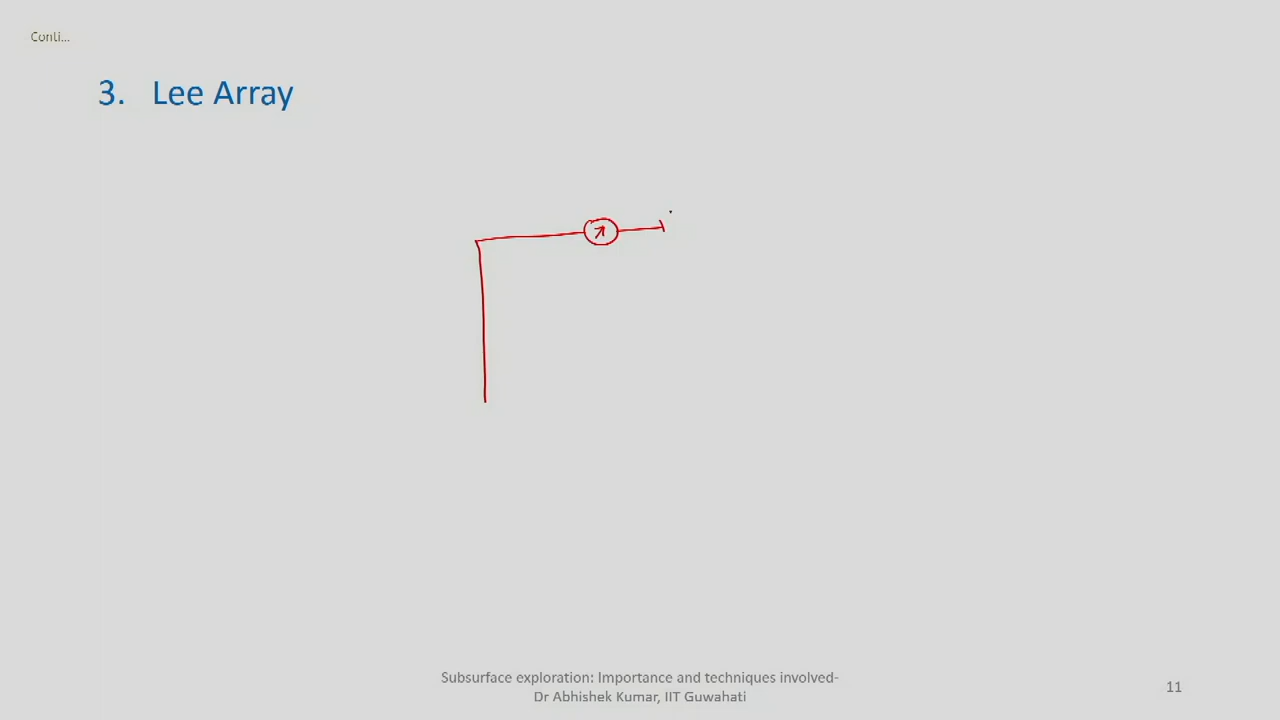 Conti...
3. Lee Array
Subsurface exploration: Importance and techniques involved-
Dr Abhishek Kumar, IIT Guwahati
11